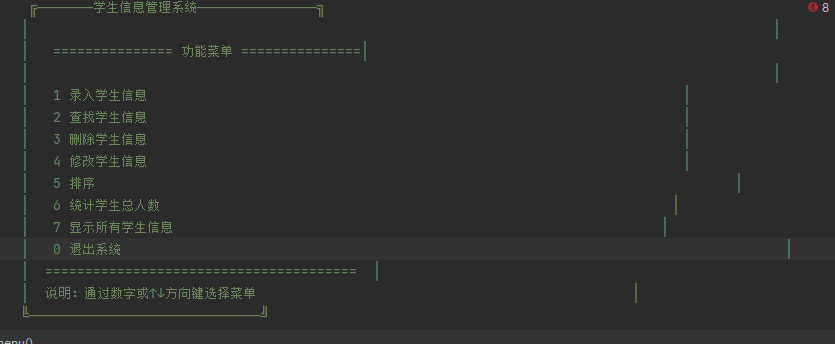 ╔───────学生信息管理系统───────────────╗
│ │
│ =============== 功能菜单 ===============│
│ │
│ 1 录入学生信息 │
│ 2 查找学生信息 │
│ 3 删除学生信息 │
│ 4 修改学生信息 │
│ 5 排序 │
│ 6 统计学生总人数 │
│ 7 显示所有学生信息 │
│ 0 退出系统 │
│ ======================================= │
│ 说明：通过数字或↑↓方向键选择菜单 │
╚─────────────────────────────╝
8
menu()